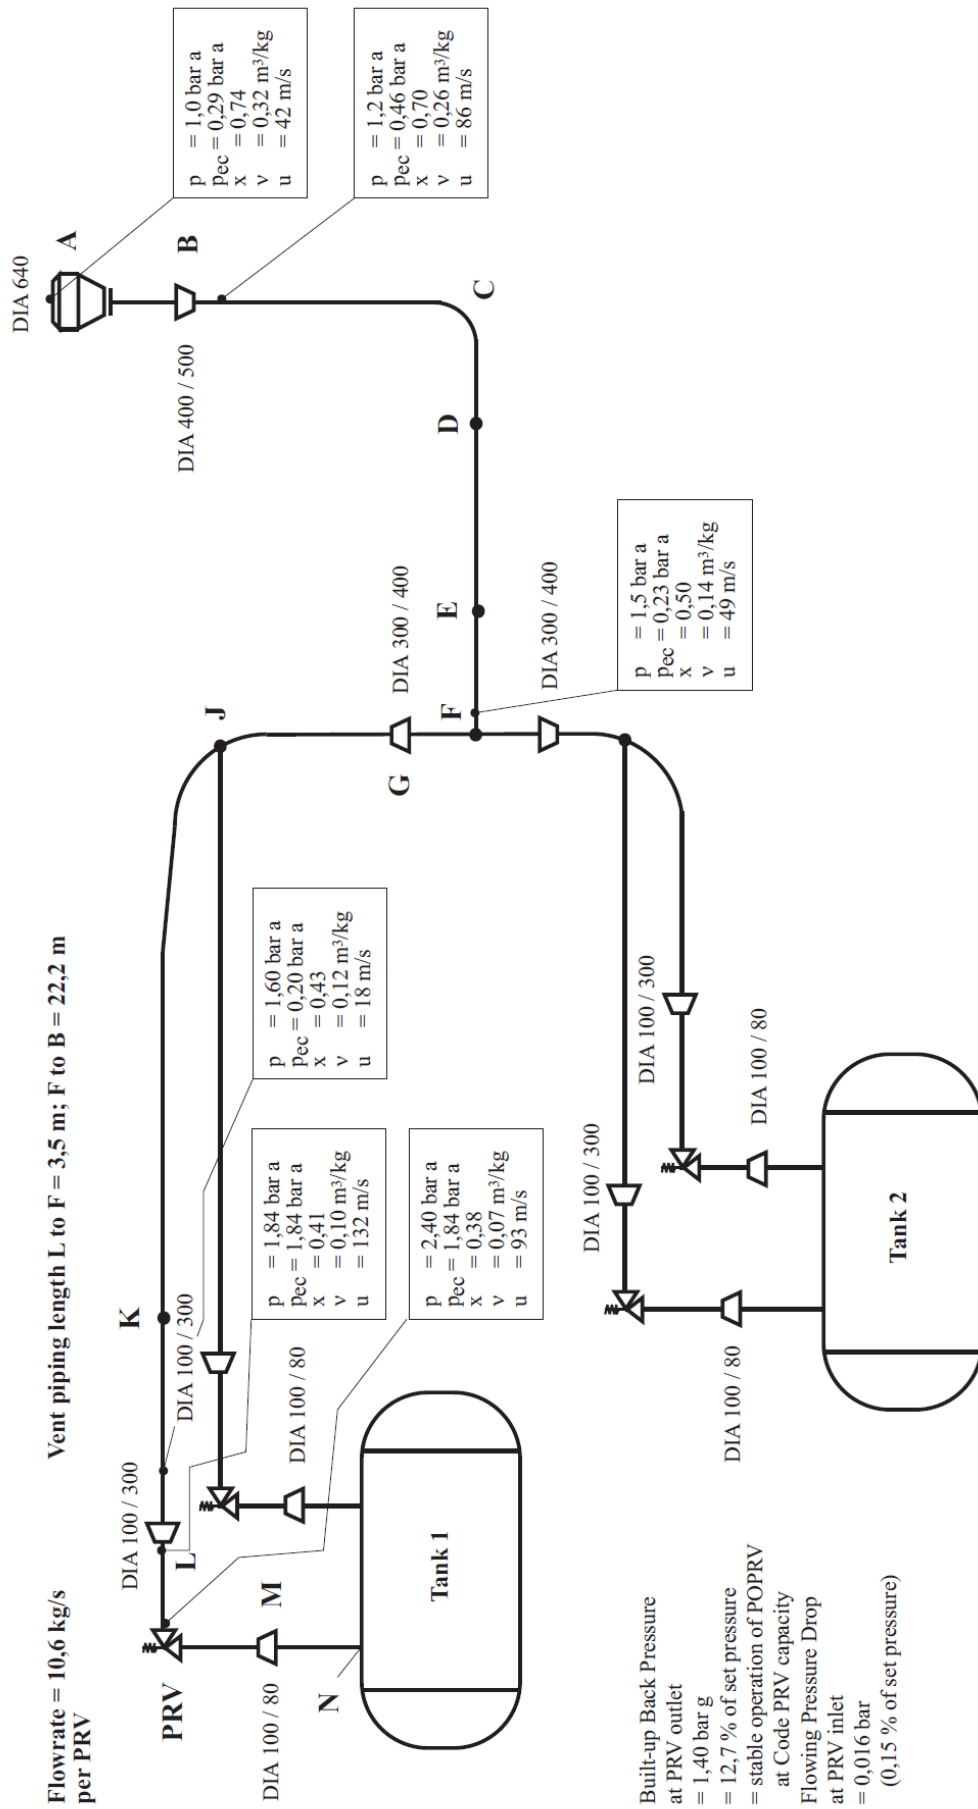 Flowrate = 10,6 kg/s
per PRV
Vent piping length L to F = 3,5 m; F to B = 22,2 m
DIA 640
A
p = 1,0 bar a
pec = 0,29 bar a
x = 0,74
v = 0,32 m³/kg
u = 42 m/s
B
DIA 400 / 500
p = 1,2 bar a
pec = 0,46 bar a
x = 0,70
v = 0,26 m³/kg
u = 86 m/s
C
D
E
F
DIA 300 / 400
G
DIA 300 / 400
p = 1,5 bar a
pec = 0,23 bar a
x = 0,50
v = 0,14 m³/kg
u = 49 m/s
J
K
DIA 100 / 300
DIA 100 / 300
L
p = 1,60 bar a
pec = 0,20 bar a
x = 0,43
v = 0,12 m³/kg
u = 18 m/s
p = 1,84 bar a
pec = 1,84 bar a
x = 0,41
v = 0,10 m³/kg
u = 132 m/s
p = 2,40 bar a
pec = 1,84 bar a
x = 0,38
v = 0,07 m³/kg
u = 93 m/s
PRV
M
N
DIA 100 / 80
DIA 100 / 80
Tank 1
DIA 100 / 300
DIA 100 / 300
DIA 100 / 80
DIA 100 / 80
Tank 2
Built-up Back Pressure
at PRV outlet
= 1,40 bar g
= 12,7 % of set pressure
= stable operation of POPRV
at Code PRV capacity
Flowing Pressure Drop
at PRV inlet
= 0,016 bar
(0,15 % of set pressure)